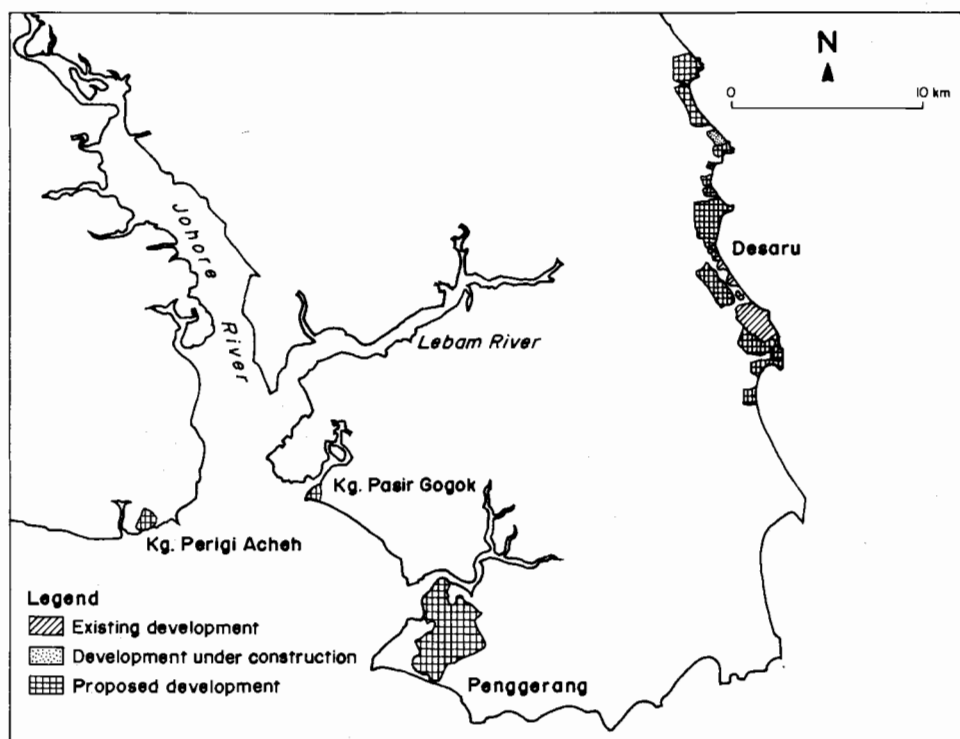 N
0 10 km
Johore River
Desaru
Lebam River
Kg. Pasir Gogok
Kg. Perigi Acheh
Legend
Existing development
Development under construction
Proposed development
Penggerang